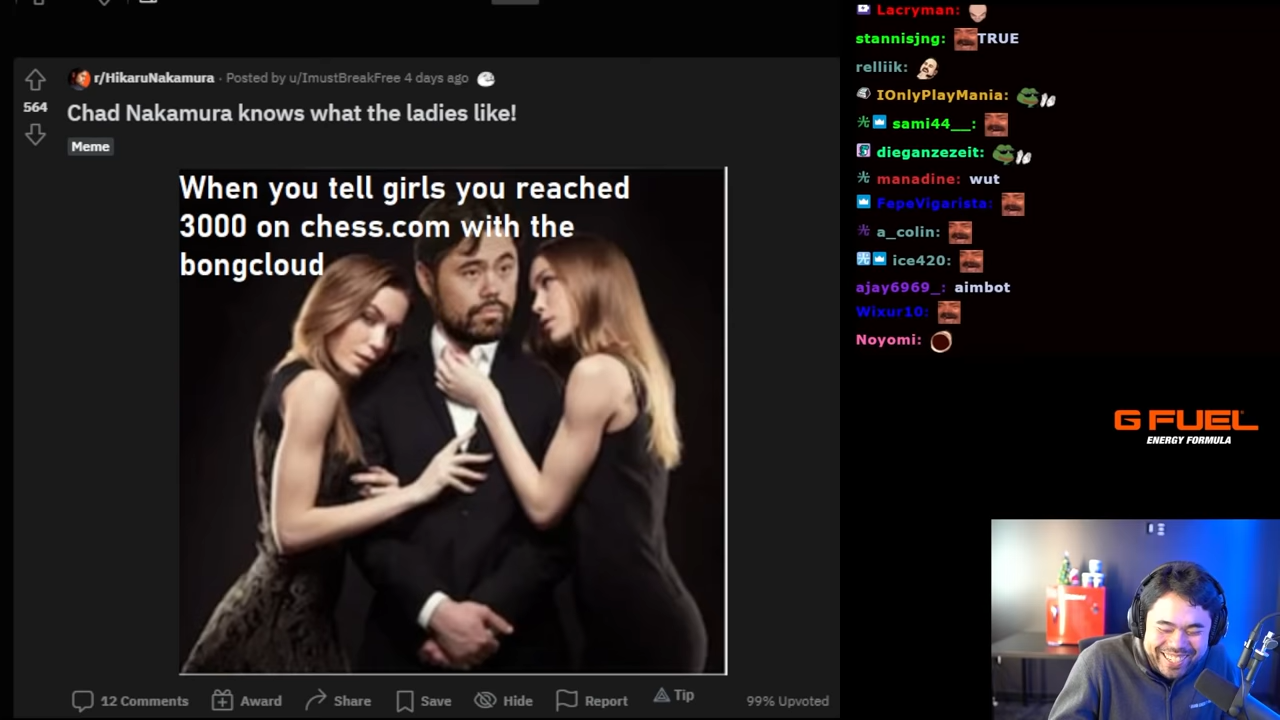 r/HikaruNakamura · Posted by u/ImustBreakFree 4 days ago
564
Chad Nakamura knows what the ladies like!
Meme
When you tell girls you reached
3000 on chess.com with the
bongcloud
12 Comments
Award
Share
Save
Hide
Report
Tip
99% Upvoted
Lacryman:
stannisjng: TRUE
relliik:
IOnlyPlayMania:
sami44__:
dieganzezeit:
manadine: wut
FepeVigarista:
a_colin:
ice420:
ajay6969_: aimbot
Wixur10:
Noyomi:
G FUEL
ENERGY FORMULA